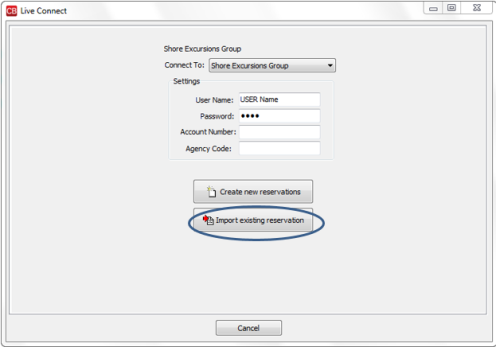 CB Live Connect
Shore Excursions Group
Connect To: Shore Excursions Group
Settings
User Name: USER Name
Password: ••••
Account Number:
Agency Code:
Create new reservations
Import existing reservation
Cancel